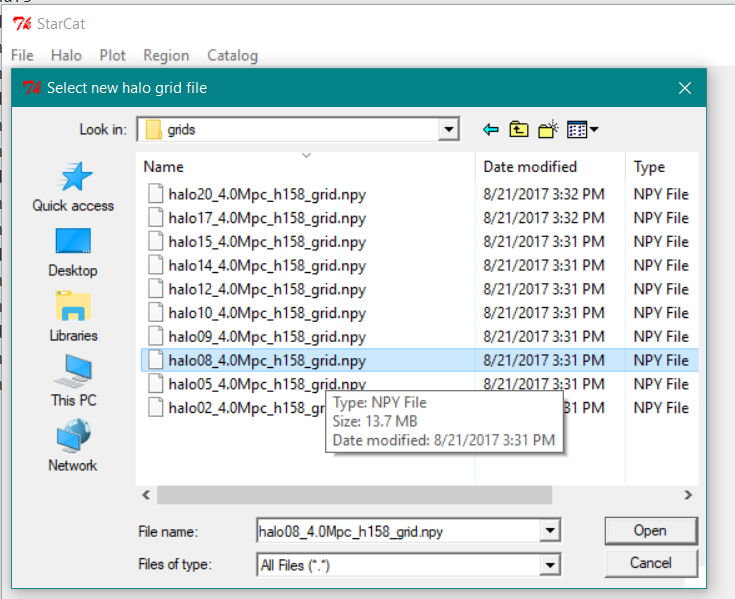 StarCat
File Halo Plot Region Catalog
Select new halo grid file
Look in: grids
Name Date modified Type
halo20_4.0Mpc_h158_grid.npy 8/21/2017 3:32 PM NPY File
halo17_4.0Mpc_h158_grid.npy 8/21/2017 3:32 PM NPY File
halo15_4.0Mpc_h158_grid.npy 8/21/2017 3:31 PM NPY File
halo14_4.0Mpc_h158_grid.npy 8/21/2017 3:31 PM NPY File
halo12_4.0Mpc_h158_grid.npy 8/21/2017 3:31 PM NPY File
halo10_4.0Mpc_h158_grid.npy 8/21/2017 3:31 PM NPY File
halo09_4.0Mpc_h158_grid.npy 8/21/2017 3:31 PM NPY File
halo08_4.0Mpc_h158_grid.npy 8/21/2017 3:31 PM NPY File
halo05_4.0Mpc_h158_grid.npy 8/21/2017 3:31 PM NPY File
halo02_4.0Mpc_h158_gr 31 PM NPY File
Type: NPY File
Size: 13.7 MB
Date modified: 8/21/2017 3:31 PM
Quick access
Desktop
Libraries
This PC
Network
File name: halo08_4.0Mpc_h158_grid.npy Open
Files of type: All Files (*.*) Cancel